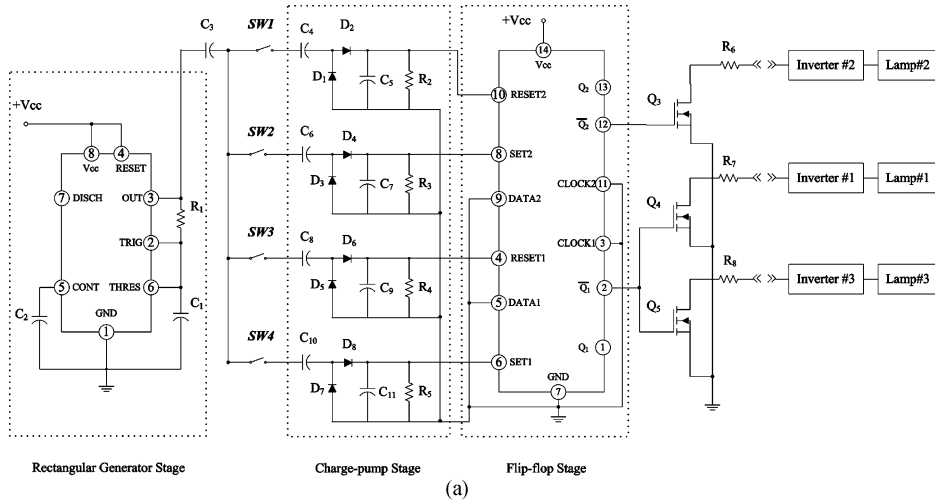 C3
SW1
C4
D2
D1
C5
R2
+Vcc
14
Vcc
10
RESET2
Q2
13
Q̅2
12
Q3
R6
Inverter #2
Lamp#2
+Vcc
8
Vcc
4
RESET
7
DISCH
OUT
3
R1
TRIG
2
5
CONT
THRES
6
C1
C2
GND
1
SW2
C6
D4
D3
C7
R3
8
SET2
9
DATA2
CLOCK2
11
Q4
R7
Inverter #1
Lamp#1
SW3
C8
D6
D5
C9
R4
4
RESET1
5
DATA1
CLOCK1
3
Q̅1
2
Q5
R8
Inverter #3
Lamp#3
SW4
C10
D8
D7
C11
R5
6
SET1
Q1
1
GND
7
Rectangular Generator Stage
Charge-pump Stage
Flip-flop Stage
(a)